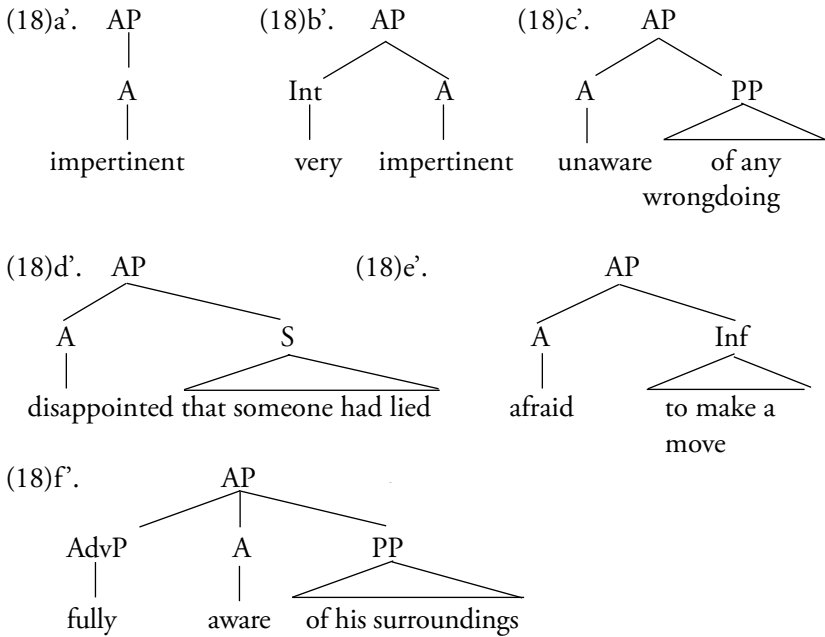 (18)a’. AP (18)b’. AP (18)c’. AP
A Int A A PP
impertinent very impertinent unaware of any
wrongdoing
(18)d’. AP (18)e’. AP
A S A Inf
disappointed that someone had lied afraid to make a
move
(18)f’. AP
AdvP A PP
fully aware of his surroundings